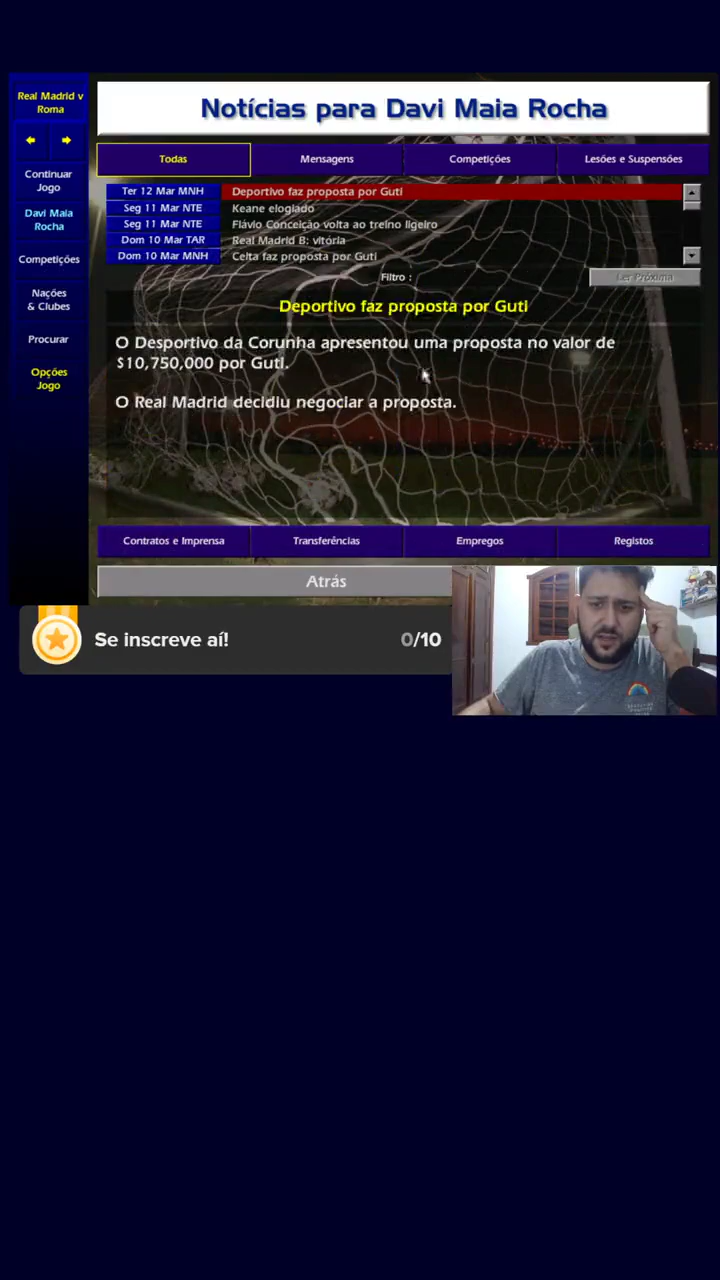 Real Madrid v
Roma
Notícias para Davi Maia Rocha
Todas
Mensagens
Competições
Lesões e Suspensões
Continuar
Jogo
Davi Maia
Rocha
Competições
Nações
& Clubes
Procurar
Opções
Jogo
Ter 12 Mar MNH Deportivo faz proposta por Guti
Seg 11 Mar NTE Keane elogiado
Seg 11 Mar NTE Flávio Conceição volta ao treino ligeiro
Dom 10 Mar TAR Real Madrid B: vitória
Dom 10 Mar MNH Celta faz proposta por Guti
Filtro :
Ler Próxima
Deportivo faz proposta por Guti
O Desportivo da Corunha apresentou uma proposta no valor de
$10,750,000 por Guti.
O Real Madrid decidiu negociar a proposta.
Contratos e Imprensa
Transferências
Empregos
Registos
Atrás
Se inscreve aí!
0/10